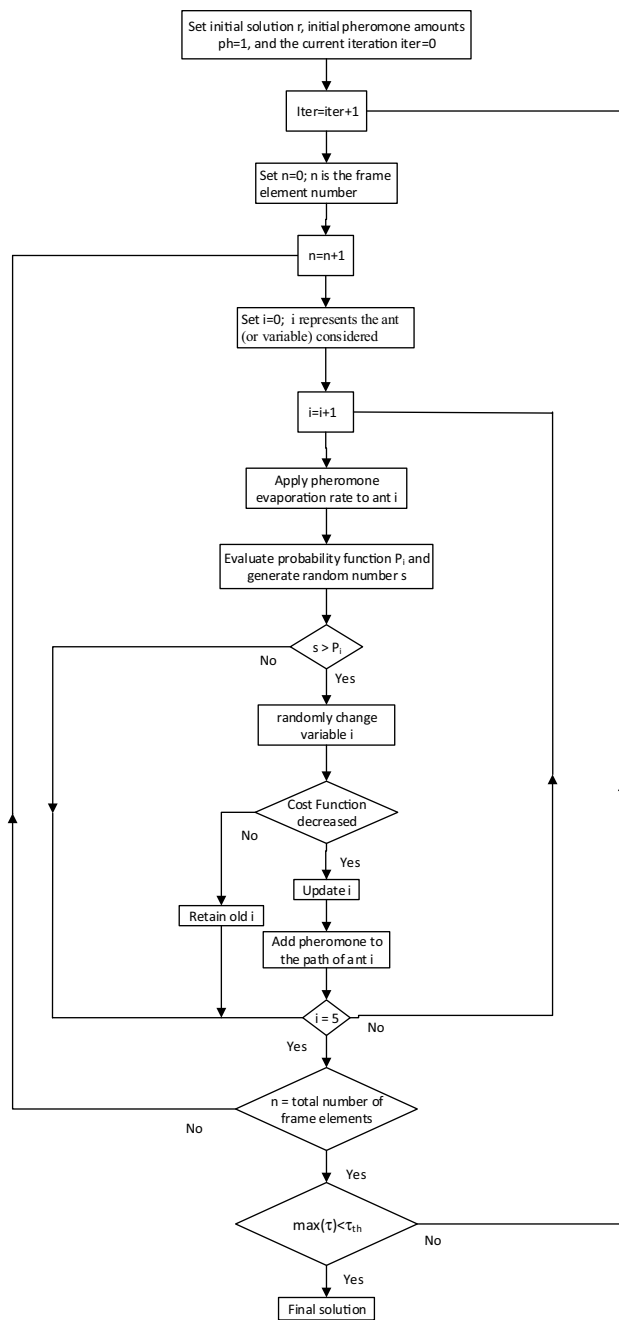 Set initial solution r, initial pheromone amounts
ph=1, and the current iteration iter=0
Iter=iter+1
Set n=0; n is the frame
element number
n=n+1
Set i=0; i represents the ant
(or variable) considered
i=i+1
Apply pheromone
evaporation rate to ant i
Evaluate probability function Pᵢ and
generate random number s
s > Pᵢ
No
Yes
randomly change
variable i
Cost Function
decreased
No
Yes
Update i
Retain old i
Add pheromone to
the path of ant i
i = 5
No
Yes
n = total number of
frame elements
No
Yes
max(τ)<τth
No
Yes
Final solution